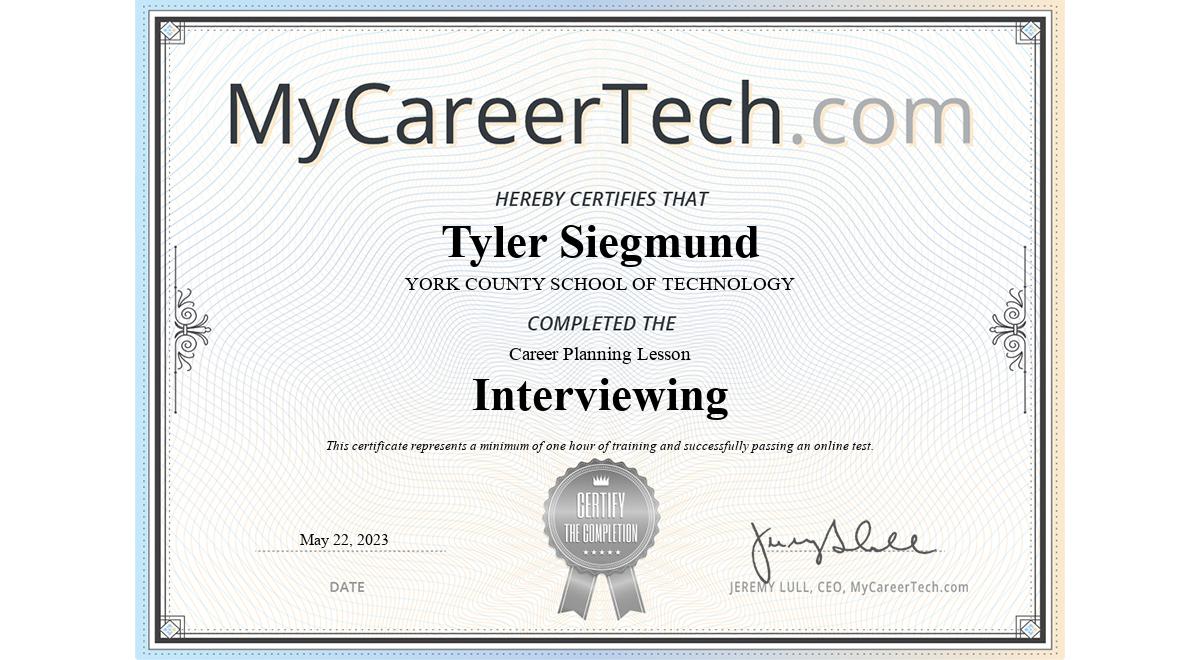 MyCareerTech.com
HEREBY CERTIFIES THAT
Tyler Siegmund
YORK COUNTY SCHOOL OF TECHNOLOGY
COMPLETED THE
Career Planning Lesson
Interviewing
This certificate represents a minimum of one hour of training and successfully passing an online test.
CERTIFY
THE COMPLETION
May 22, 2023
DATE
JEREMY LULL, CEO, MyCareerTech.com